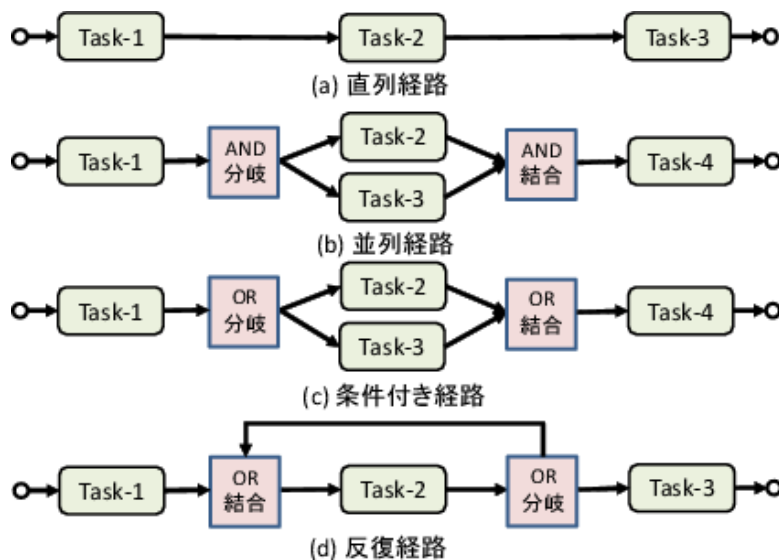 Task-1 Task-2 Task-3
(a) 直列経路
Task-1 AND 分岐 Task-2 Task-3 AND 結合 Task-4
(b) 並列経路
Task-1 OR 分岐 Task-2 Task-3 OR 結合 Task-4
(c) 条件付き経路
Task-1 OR 結合 Task-2 OR 分岐 Task-3
(d) 反復経路